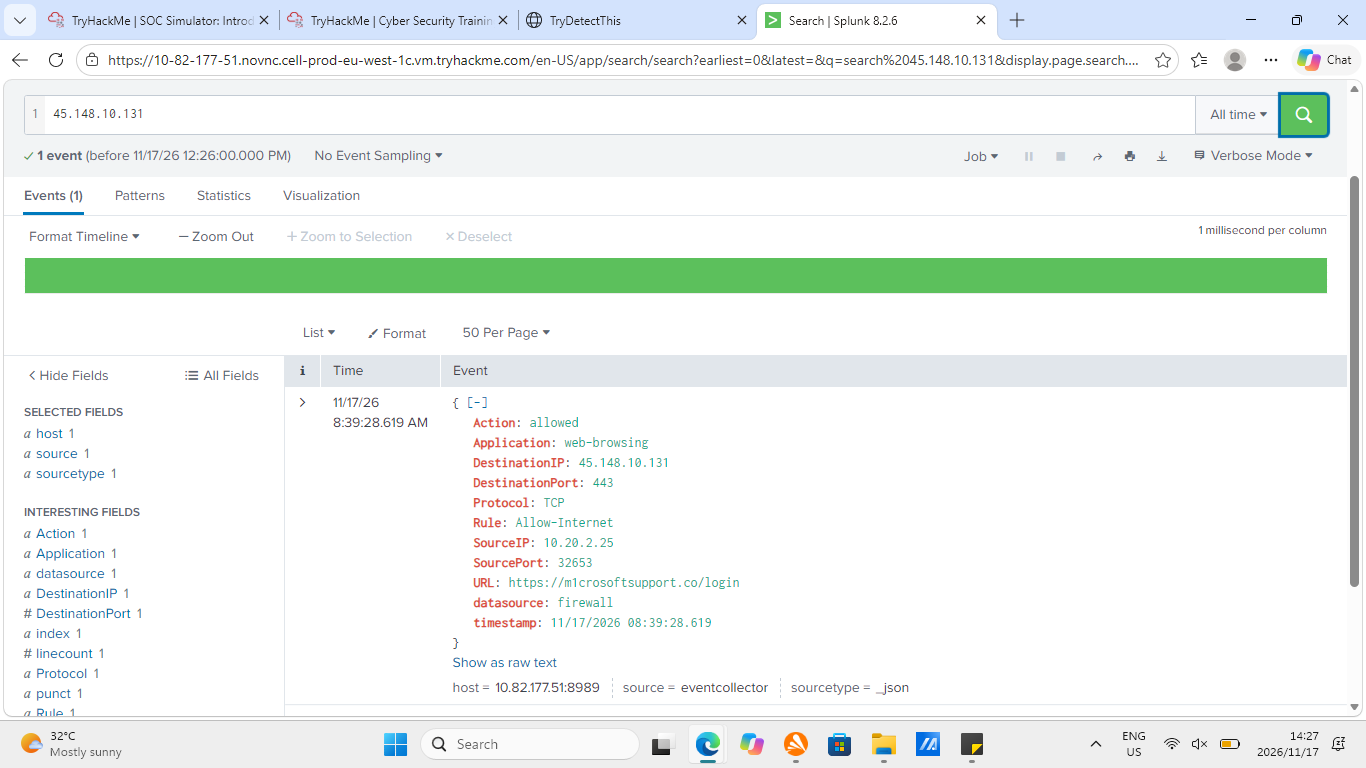 TryHackMe | SOC Simulator: Introd
TryHackMe | Cyber Security Trainin
TryDetectThis
Search | Splunk 8.2.6
https://10-82-177-51.novnc.cell-prod-eu-west-1c.vm.tryhackme.com/en-US/app/search/search?earliest=0&latest=&q=search%2045.148.10.131&display.page.search....
Chat
1 45.148.10.131
All time
1 event (before 11/17/26 12:26:00.000 PM)
No Event Sampling
Job
Verbose Mode
Events (1)
Patterns
Statistics
Visualization
Format Timeline
— Zoom Out
+ Zoom to Selection
× Deselect
1 millisecond per column
List
Format
50 Per Page
< Hide Fields
All Fields
i
Time
Event
SELECTED FIELDS
a host 1
a source 1
a sourcetype 1
INTERESTING FIELDS
a Action 1
a Application 1
a datasource 1
a DestinationIP 1
# DestinationPort 1
a index 1
# linecount 1
a Protocol 1
a punct 1
a Rule 1
11/17/26
8:39:28.619 AM
{ [-]
Action: allowed
Application: web-browsing
DestinationIP: 45.148.10.131
DestinationPort: 443
Protocol: TCP
Rule: Allow-Internet
SourceIP: 10.20.2.25
SourcePort: 32653
URL: https://m1crosoftsupport.co/login
datasource: firewall
timestamp: 11/17/2026 08:39:28.619
}
Show as raw text
host = 10.82.177.51:8989
source = eventcollector
sourcetype = _json
32°C
Mostly sunny
Search
ENG
US
14:27
2026/11/17